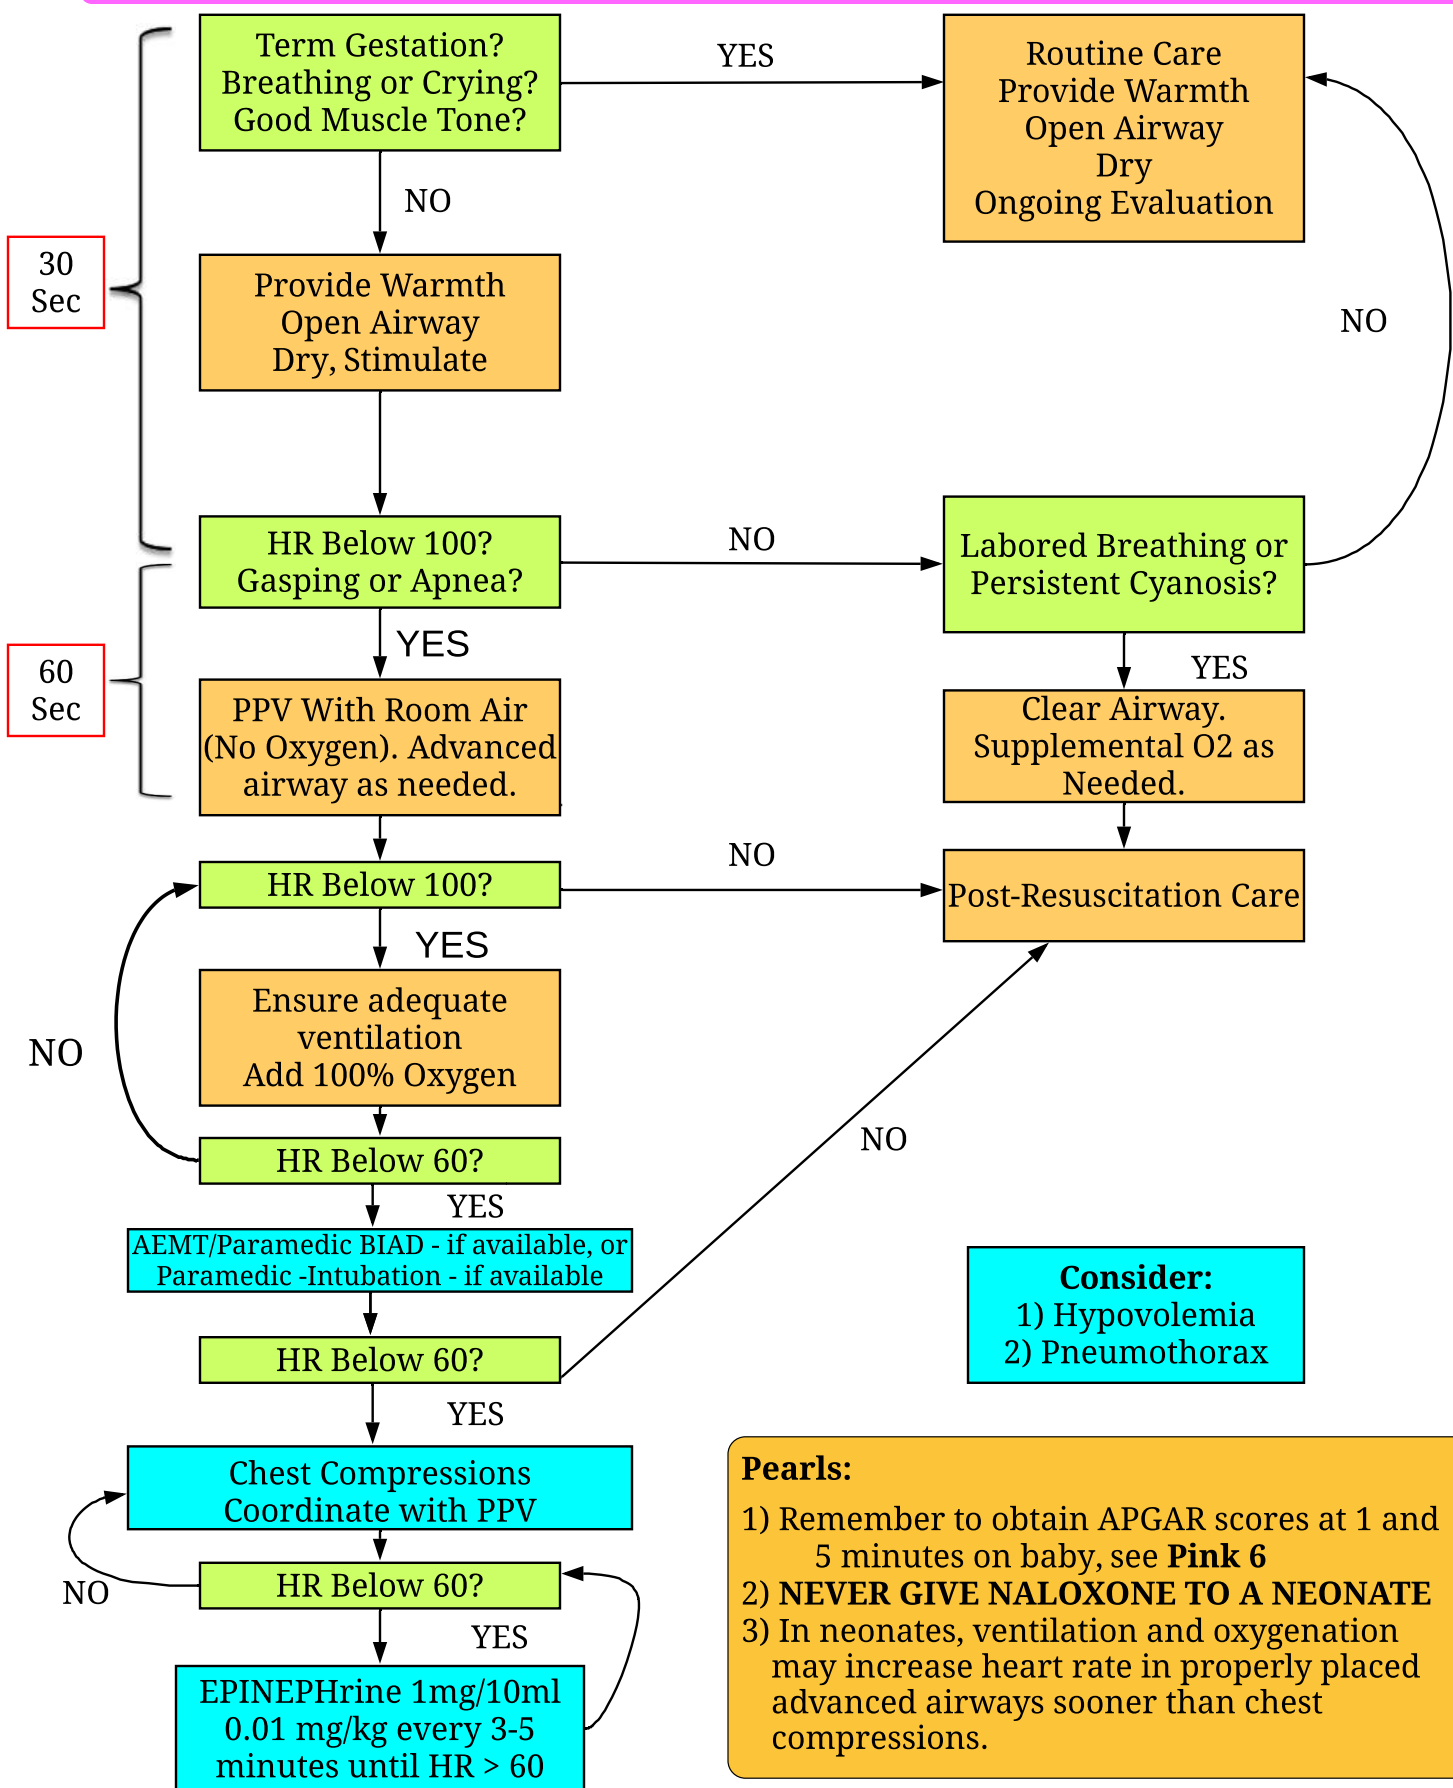 Term Gestation?
Breathing or Crying?
Good Muscle Tone?
YES
Routine Care
Provide Warmth
Open Airway
Dry
Ongoing Evaluation
NO
30
Sec
Provide Warmth
Open Airway
Dry, Stimulate
NO
HR Below 100?
Gasping or Apnea?
NO
Labored Breathing or
Persistent Cyanosis?
YES
YES
60
Sec
PPV With Room Air
(No Oxygen). Advanced
airway as needed.
Clear Airway.
Supplemental O2 as
Needed.
HR Below 100?
NO
Post-Resuscitation Care
YES
Ensure adequate
ventilation
Add 100% Oxygen
NO
HR Below 60?
NO
YES
AEMT/Paramedic BIAD - if available, or
Paramedic -Intubation - if available
HR Below 60?
YES
Consider:
1) Hypovolemia
2) Pneumothorax
Chest Compressions
Coordinate with PPV
HR Below 60?
NO
YES
EPINEPHrine 1mg/10ml
0.01 mg/kg every 3-5
minutes until HR > 60
Pearls:
1) Remember to obtain APGAR scores at 1 and
5 minutes on baby, see Pink 6
2) NEVER GIVE NALOXONE TO A NEONATE
3) In neonates, ventilation and oxygenation
may increase heart rate in properly placed
advanced airways sooner than chest
compressions.